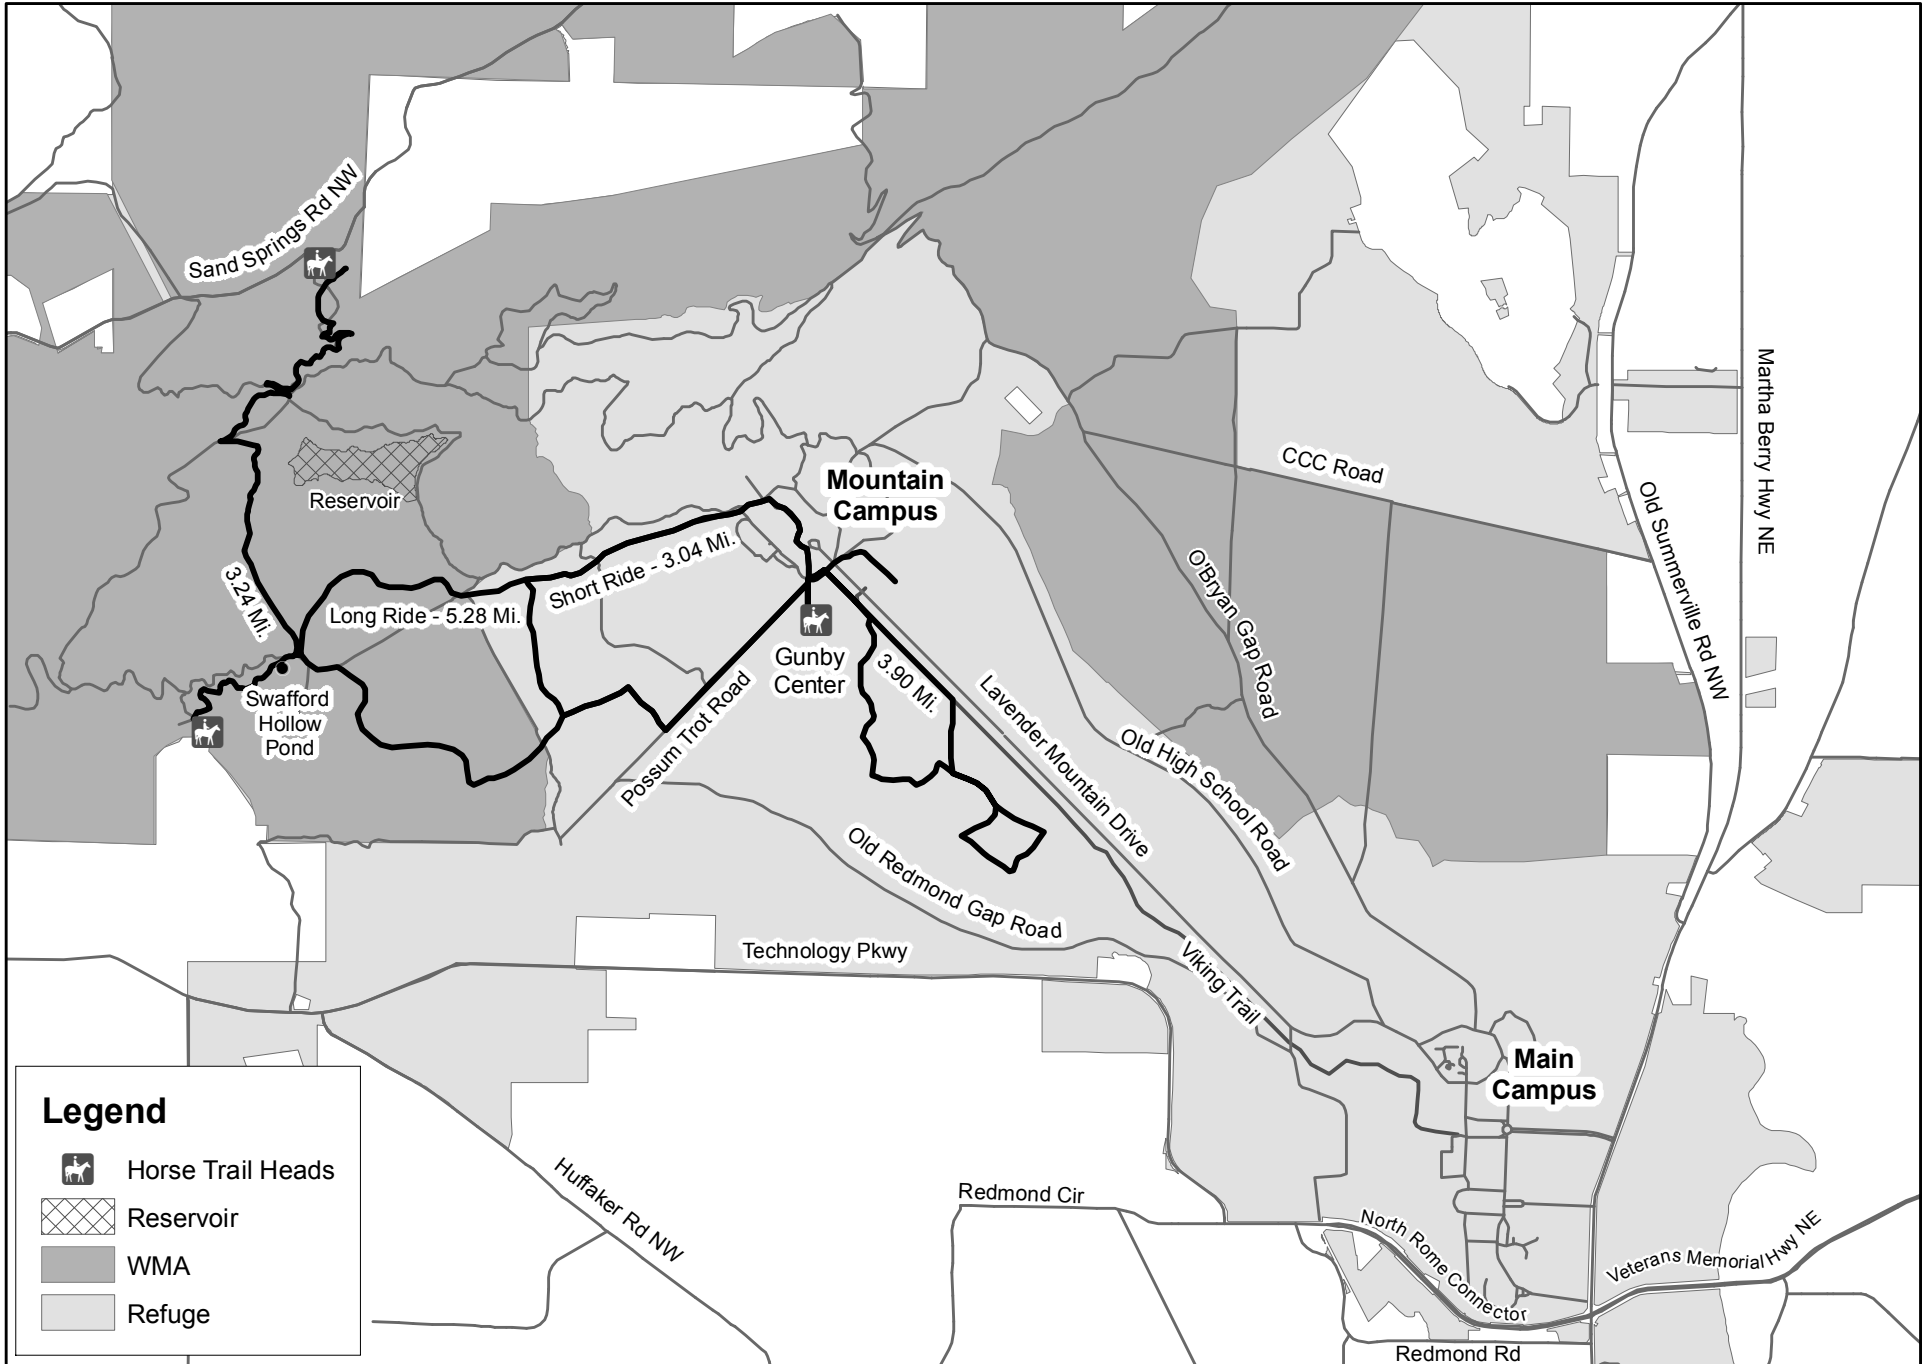 Sand Springs Rd NW
Reservoir
Mountain
Campus
CCC Road
Martha Berry Hwy NE
Old Summerville Rd NW
O'Bryan Gap Road
Short Ride - 3.04 Mi.
3.24 Mi.
Long Ride - 5.28 Mi.
Gunby
Center
3.90 Mi.
Swafford
Hollow
Pond
Possum Trot Road
Lavender Mountain Drive
Old High School Road
Old Redmond Gap Road
Technology Pkwy
Viking Trail
Main
Campus
Legend
Horse Trail Heads
Reservoir
WMA
Refuge
Huffaker Rd NW
Redmond Cir
North Rome Connector
Veterans Memorial Hwy NE
Redmond Rd